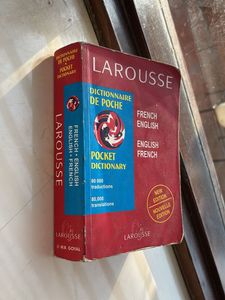 LAROUSSE
DICTIONNAIRE
DE POCHE
FRENCH
ENGLISH
ENGLISH
FRENCH
POCKET
DICTIONARY
80 000
traductions
80,000
translations
NEW
EDITION
NOUVELLE
ÉDITION
LAROUSSE
DICTIONNAIRE
DE POCHE
POCKET
DICTIONARY
FRENCH • ENGLISH
ENGLISH • FRENCH
LAROUSSE
LAROUSSE
GOYAL